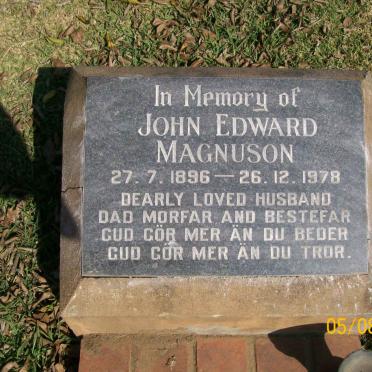 In Memory of
JOHN EDWARD
MAGNUSON
27. 7. 1896 — 26. 12. 1978
DEARLY LOVED HUSBAND
DAD MORFAR AND BESTEFAR
GUD GÖR MER ÄN DU BEDER
GUD GÖR MER ÄN DU TROR.
05/08